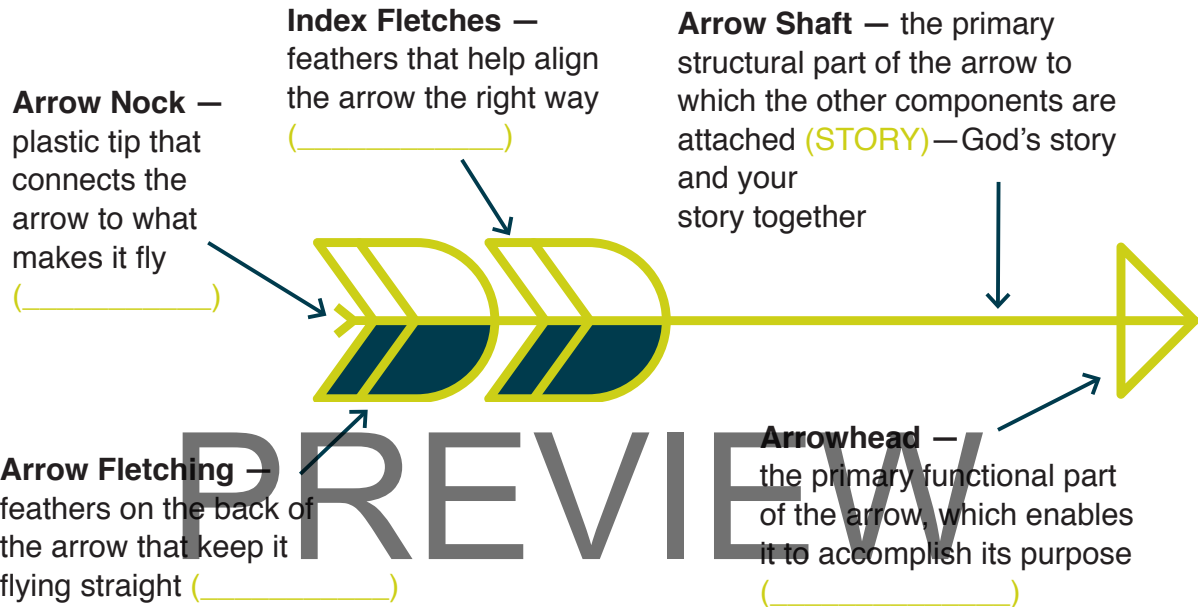 Index Fletches —
feathers that help align
the arrow the right way
(_____________)
Arrow Shaft — the primary
structural part of the arrow to
which the other components are
attached (STORY)—God's story
and your
story together
Arrow Nock —
plastic tip that
connects the
arrow to what
makes it fly
(____________)
Arrow Fletching —
feathers on the back of
the arrow that keep it
flying straight (____________)
Arrowhead —
the primary functional part
of the arrow, which enables
it to accomplish its purpose
(________________)
PREVIEW